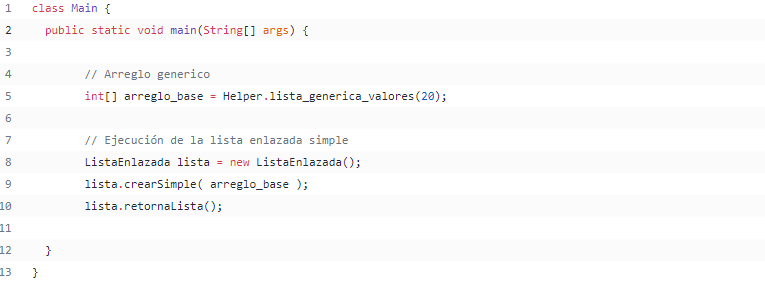 1 class Main {
2 public static void main(String[] args) {
3
4 // Arreglo generico
5 int[] arreglo_base = Helper.lista_generica_valores(20);
6
7 // Ejecución de la lista enlazada simple
8 ListaEnlazada lista = new ListaEnlazada();
9 lista.crearSimple( arreglo_base );
10 lista.retornaLista();
11
12 }
13 }